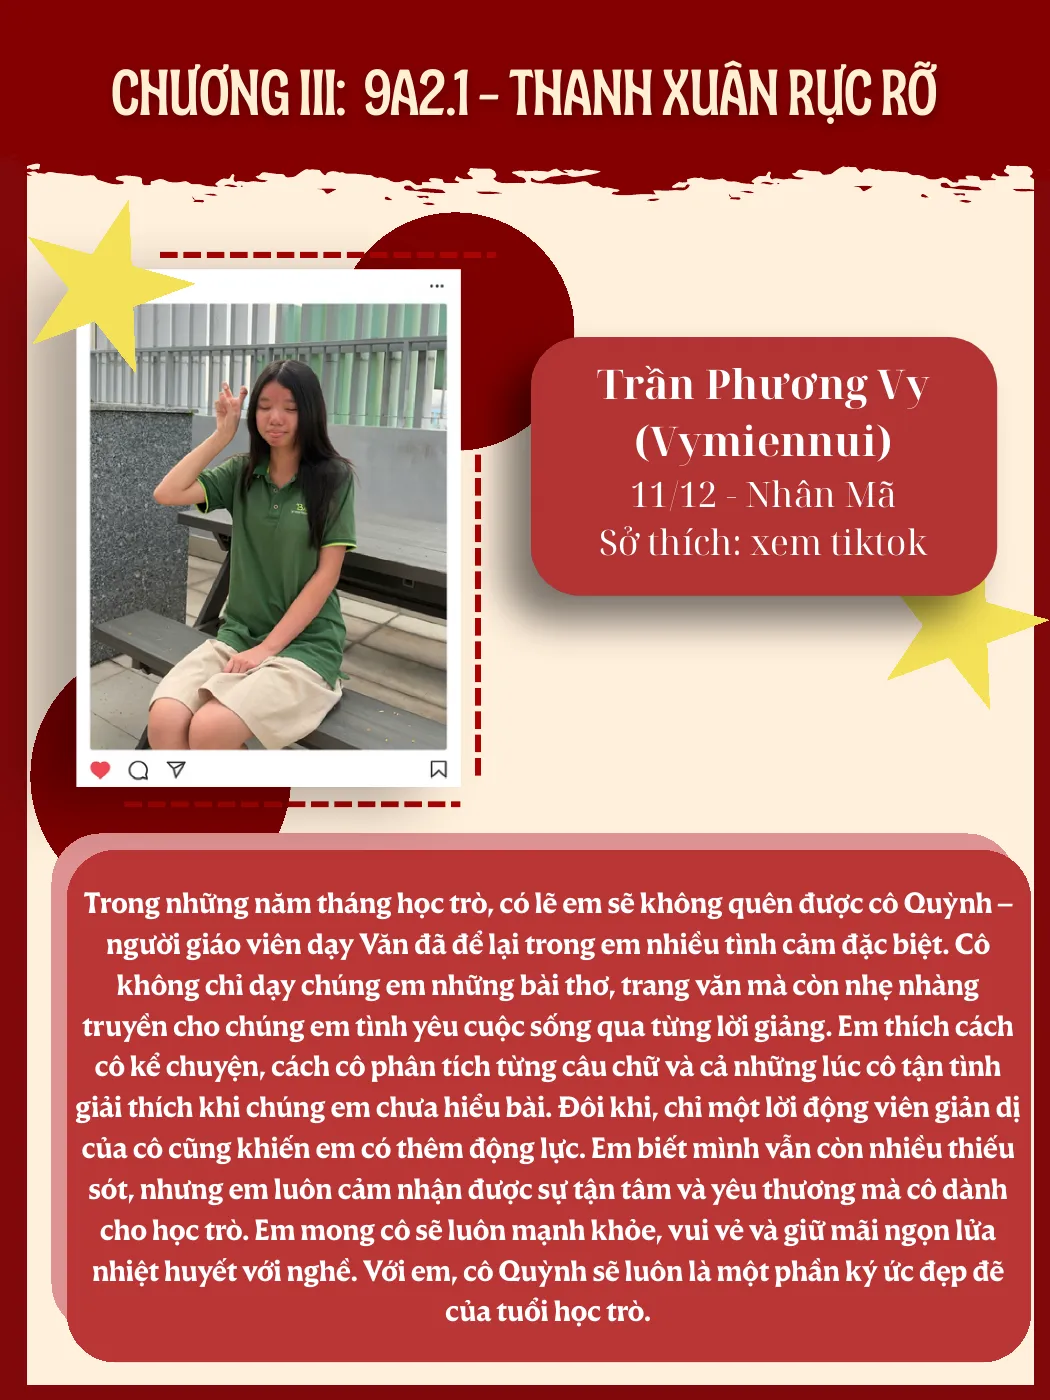 CHƯƠNG III: 9A2.1 – THANH XUÂN RỰC RỠ
Trần Phương Vy
(Vymiennui)
11/12 - Nhân Mã
Sở thích: xem tiktok
Trong những năm tháng học trò, có lẽ em sẽ không quên được cô Quỳnh –
người giáo viên dạy Văn đã để lại trong em nhiều tình cảm đặc biệt. Cô
không chỉ dạy chúng em những bài thơ, trang văn mà còn nhẹ nhàng
truyền cho chúng em tình yêu cuộc sống qua từng lời giảng. Em thích cách
cô kể chuyện, cách cô phân tích từng câu chữ và cả những lúc cô tận tình
giải thích khi chúng em chưa hiểu bài. Đôi khi, chỉ một lời động viên giản dị
của cô cũng khiến em có thêm động lực. Em biết mình vẫn còn nhiều thiếu
sót, nhưng em luôn cảm nhận được sự tận tâm và yêu thương mà cô dành
cho học trò. Em mong cô sẽ luôn mạnh khỏe, vui vẻ và giữ mãi ngọn lửa
nhiệt huyết với nghề. Với em, cô Quỳnh sẽ luôn là một phần ký ức đẹp đẽ
của tuổi học trò.